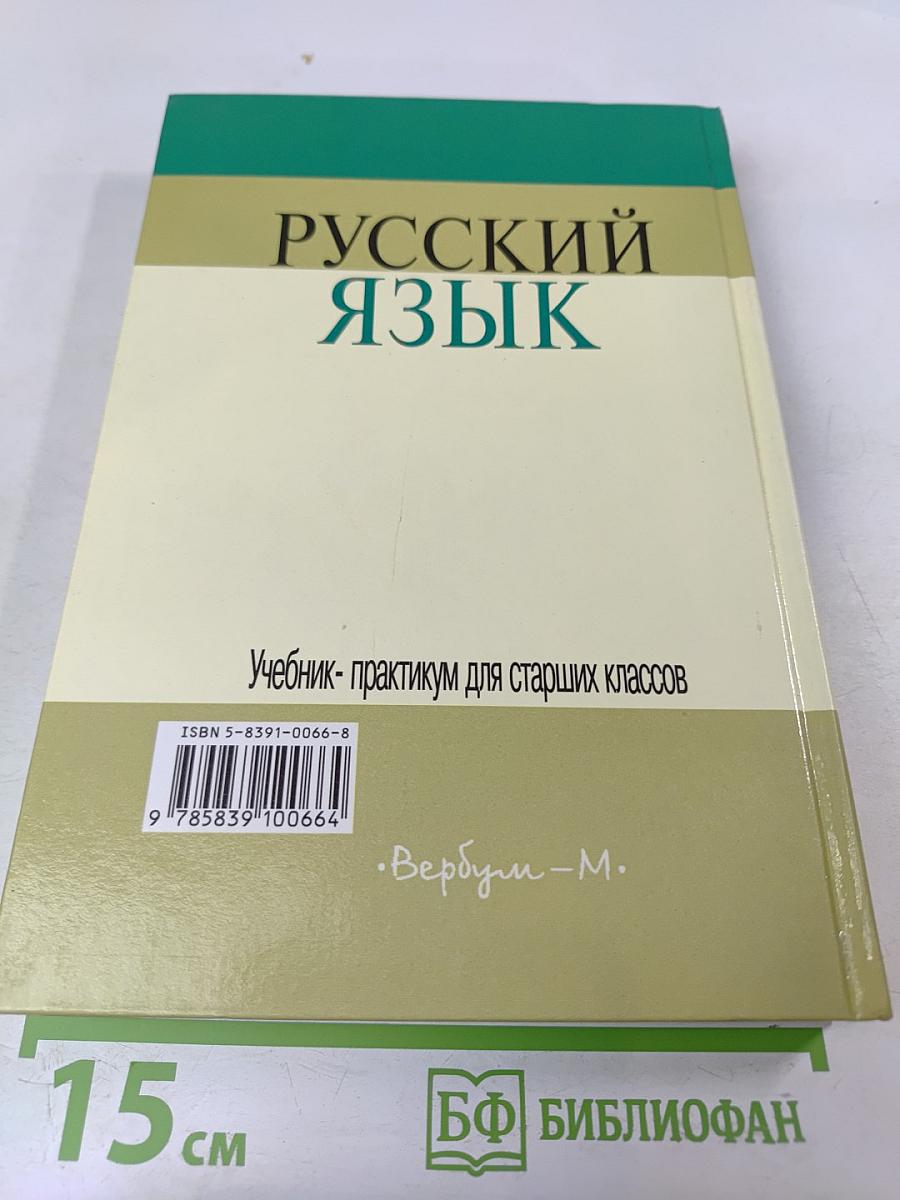 РУССКИЙ
ЯЗЫК
Учебник- практикум для старших классов
ISBN 5-8391-0066-8
9 785839 100664
·Вербум–М·
15 см
БФ БИБЛИОФАН